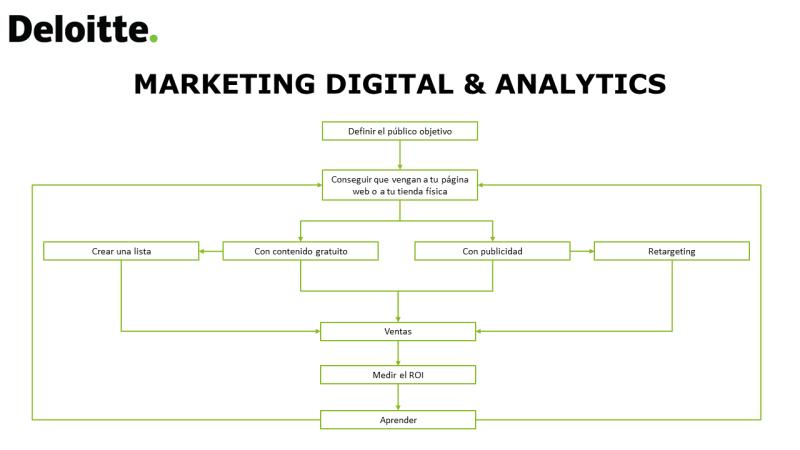 Deloitte.
MARKETING DIGITAL & ANALYTICS
Definir el público objetivo
Conseguir que vengan a tu página
web o a tu tienda física
Crear una lista
Con contenido gratuito
Con publicidad
Retargeting
Ventas
Medir el ROI
Aprender